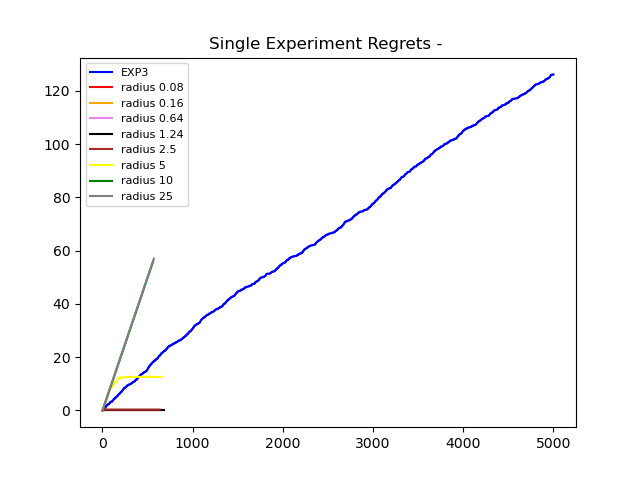 Single Experiment Regrets -
EXP3
radius 0.08
radius 0.16
radius 0.64
radius 1.24
radius 2.5
radius 5
radius 10
radius 25
120
100
80
60
40
20
0
0 1000 2000 3000 4000 5000